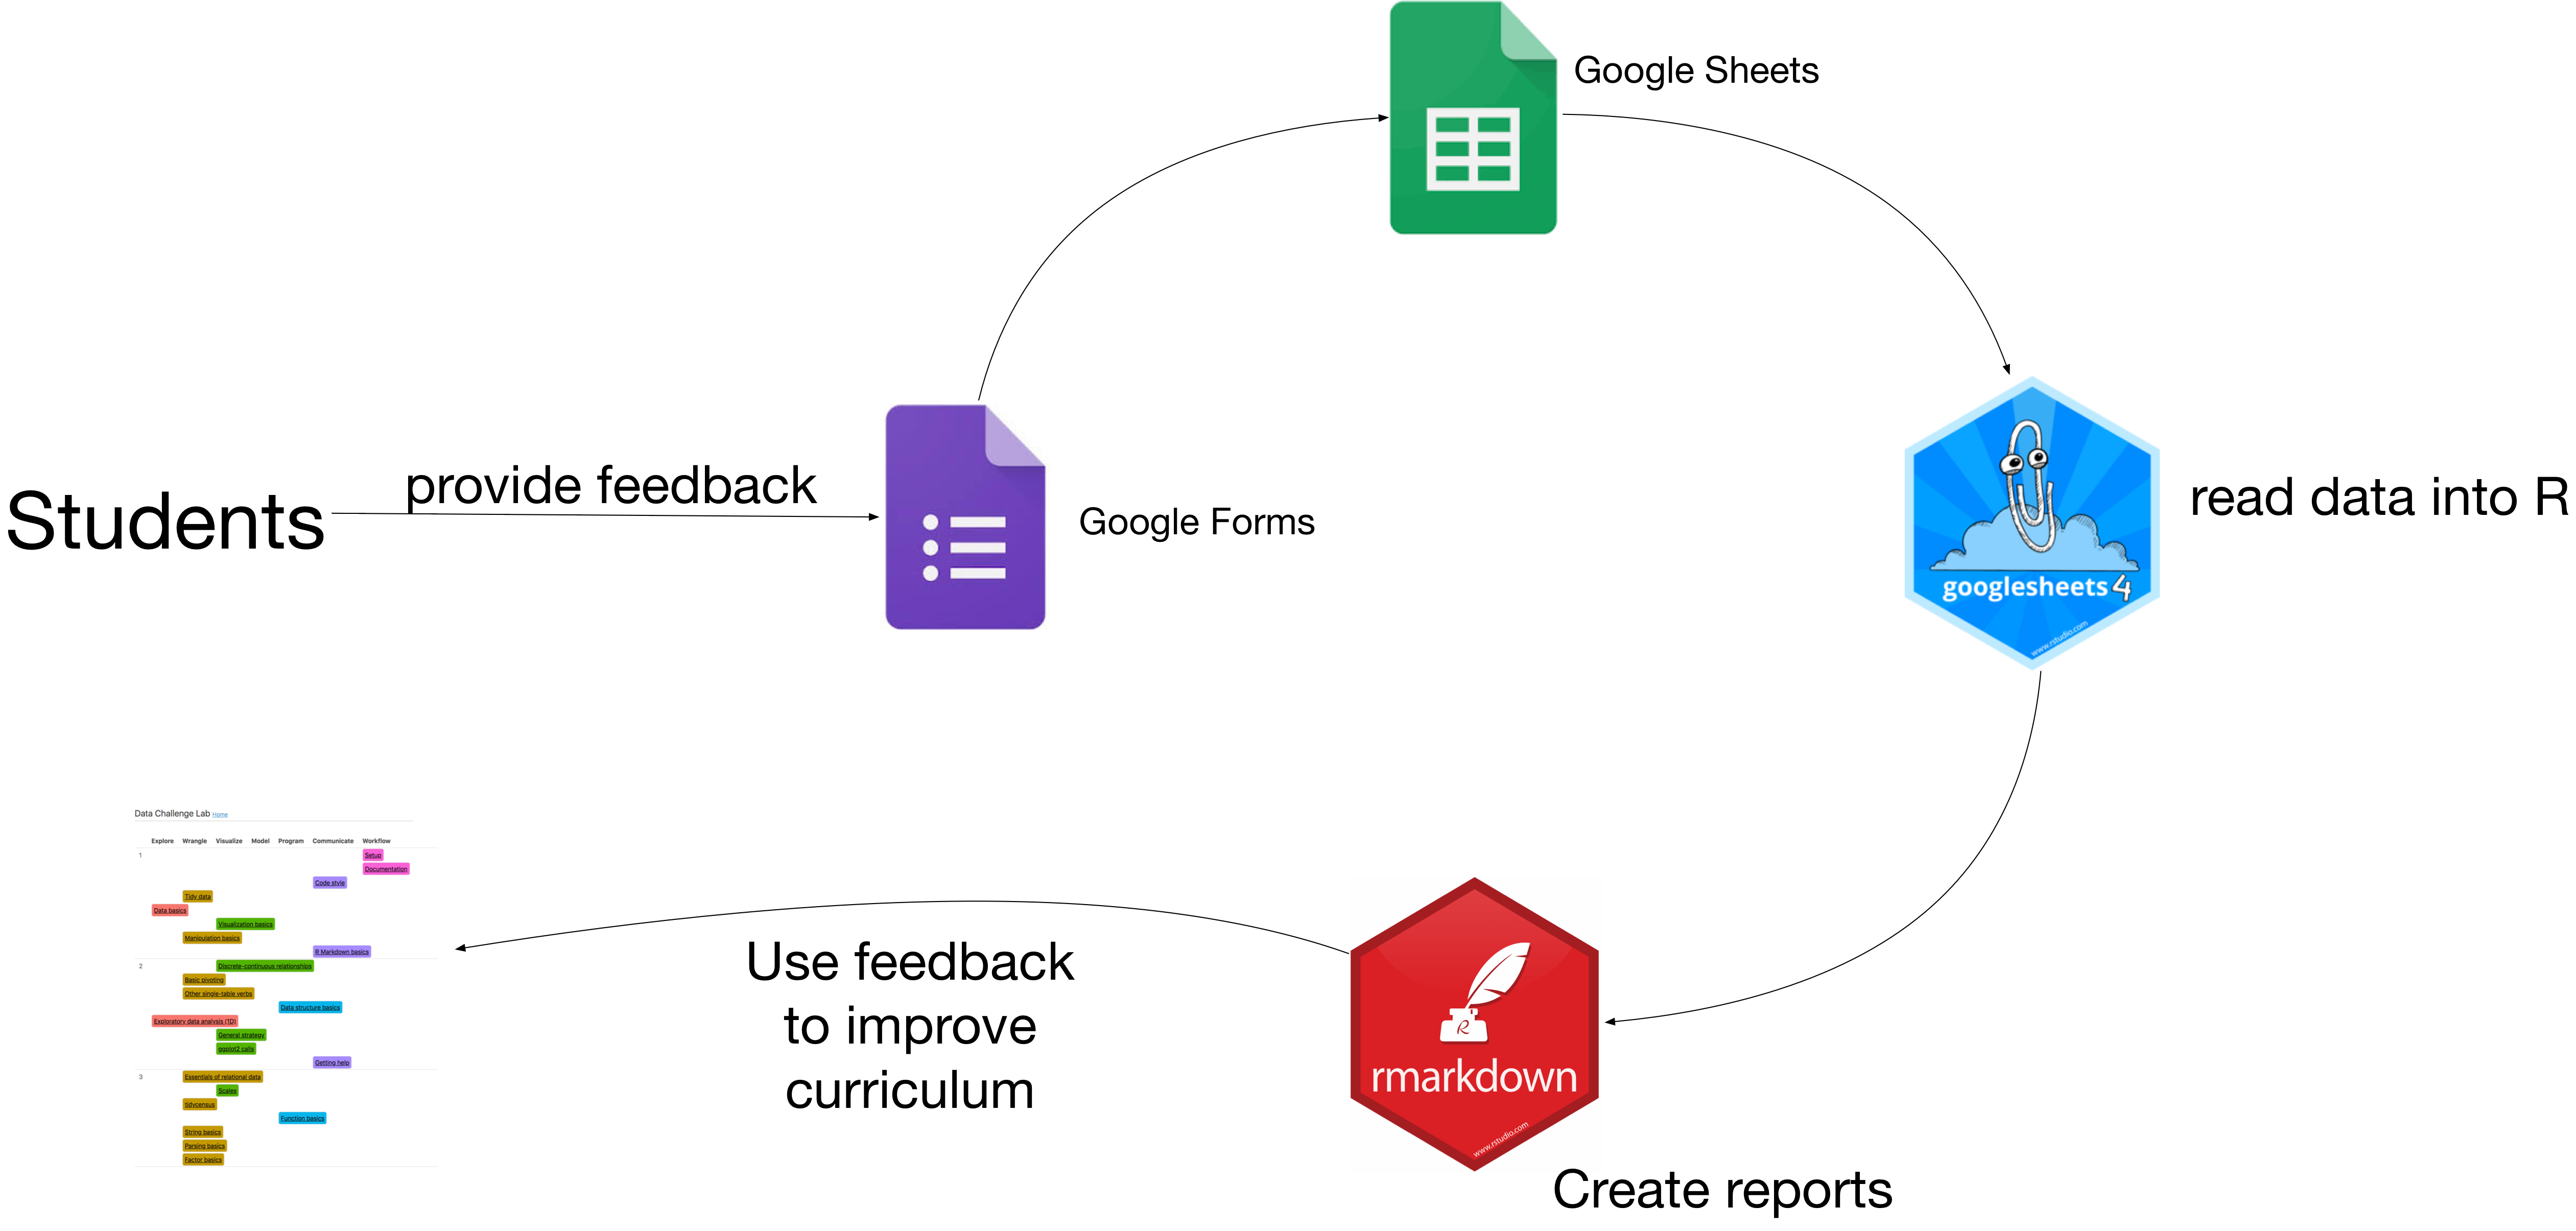 Google Sheets
Students
provide feedback
Google Forms
googlesheets4
www.rstudio.com
read data into R
Data Challenge Lab Home
Explore Wrangle Visualize Model Program Communicate Workflow
1
Setup
Documentation
Code style
Tidy data
Data basics
Visualization basics
Manipulation basics
R Markdown basics
2
Discrete-continuous relationships
Basic pivoting
Other single-table verbs
Data structure basics
Exploratory data analysis (1D)
General strategy
ggplot2 calls
Getting help
3
Essentials of relational data
Scales
tidycensus
Function basics
String basics
Parsing basics
Factor basics
Use feedback
to improve
curriculum
R
rmarkdown
www.rstudio.com
Create reports